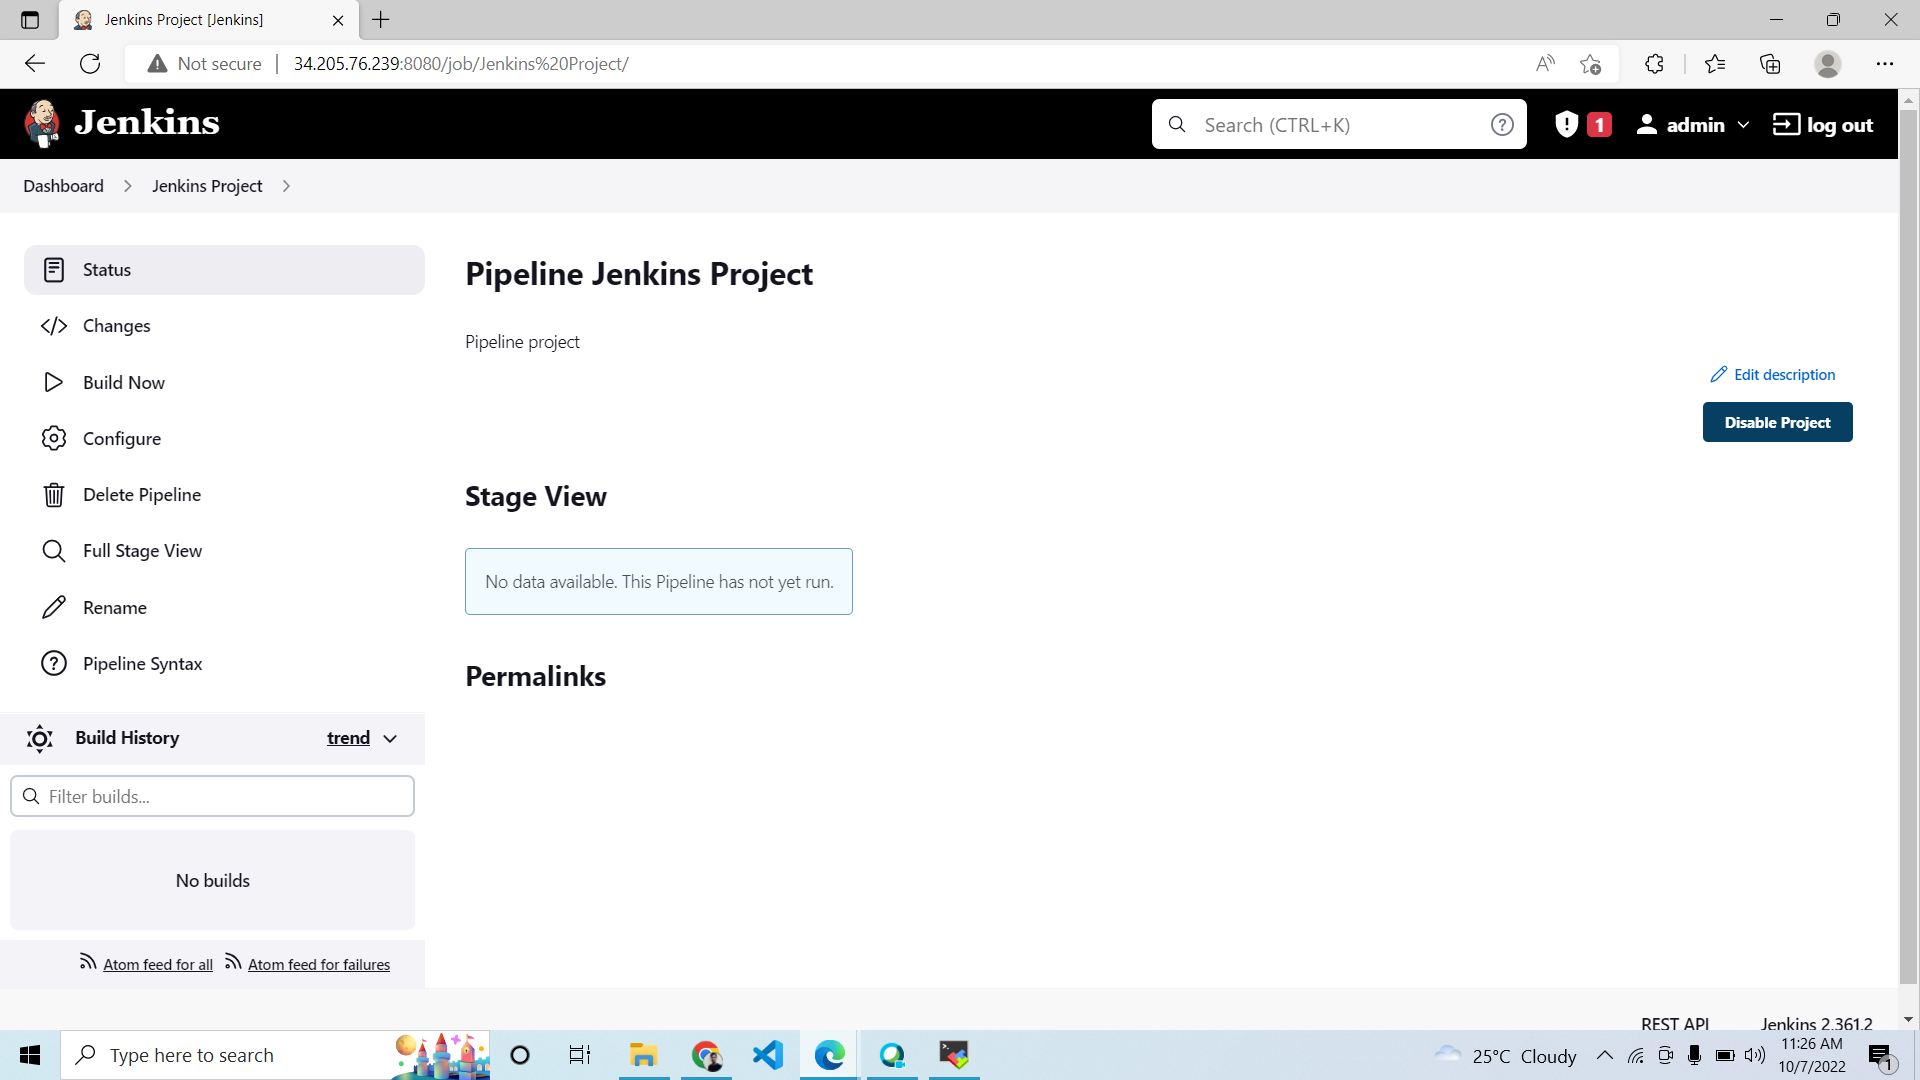 Jenkins Project [Jenkins]
Not secure
34.205.76.239:8080/job/Jenkins%20Project/
Jenkins
Search (CTRL+K)
1
admin
log out
Dashboard
Jenkins Project
Status
Changes
Build Now
Configure
Delete Pipeline
Full Stage View
Rename
Pipeline Syntax
Build History
trend
Filter builds...
No builds
Atom feed for all
Atom feed for failures
Pipeline Jenkins Project
Pipeline project
Edit description
Disable Project
Stage View
No data available. This Pipeline has not yet run.
Permalinks
REST API
Jenkins 2.361.2
Type here to search
25°C Cloudy
11:26 AM
10/7/2022
1